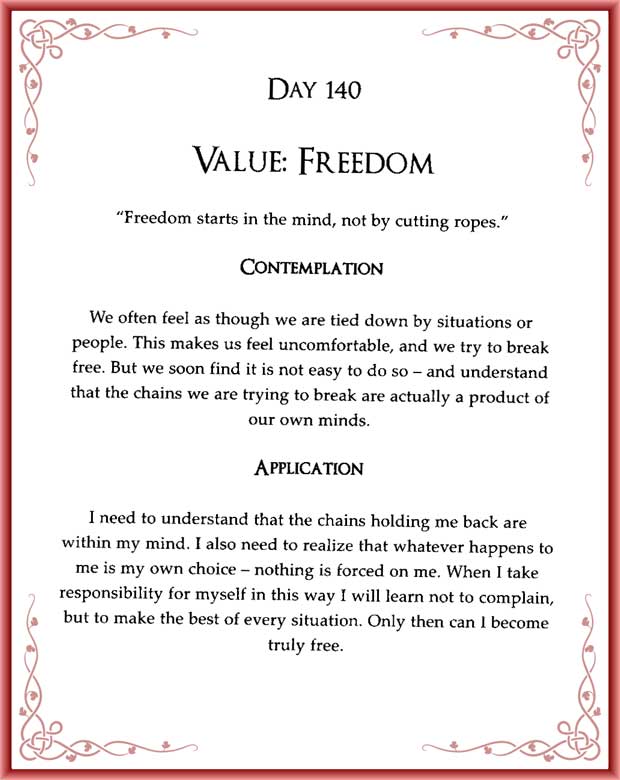 DAY 140
VALUE: FREEDOM
“Freedom starts in the mind, not by cutting ropes.”
CONTEMPLATION
We often feel as though we are tied down by situations or
people. This makes us feel uncomfortable, and we try to break
free. But we soon find it is not easy to do so – and understand
that the chains we are trying to break are actually a product of
our own minds.
APPLICATION
I need to understand that the chains holding me back are
within my mind. I also need to realize that whatever happens to
me is my own choice – nothing is forced on me. When I take
responsibility for myself in this way I will learn not to complain,
but to make the best of every situation. Only then can I become
truly free.